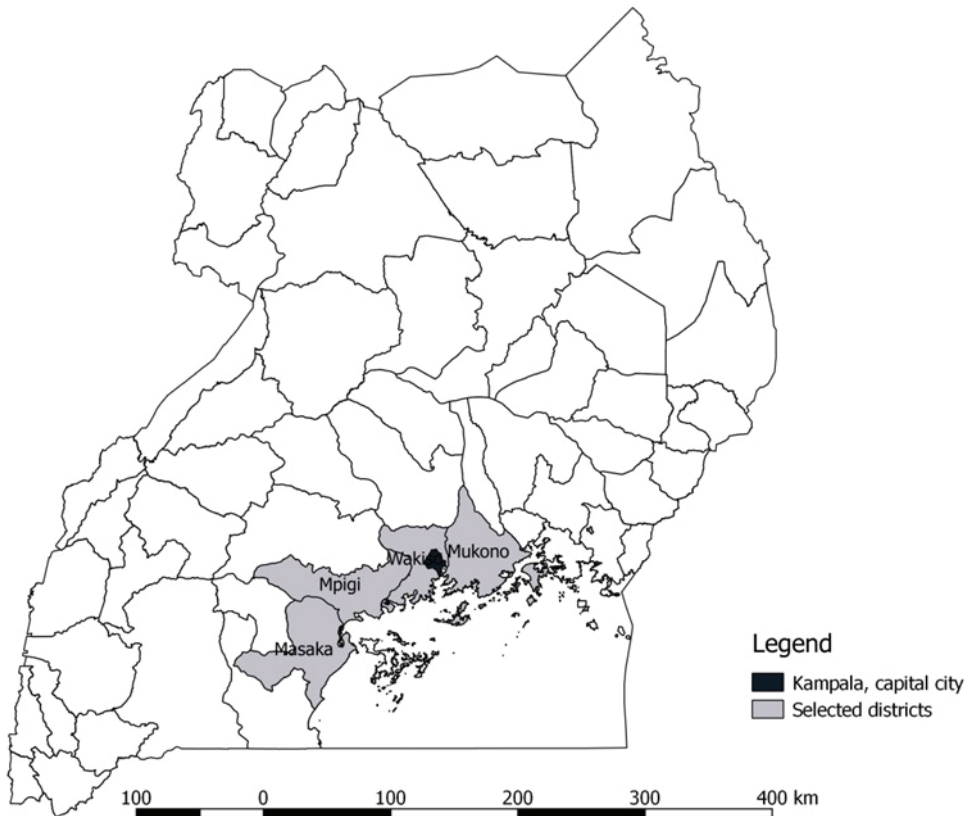 Waki
Mukono
Mpigi
Masaka
Legend
Kampala, capital city
Selected districts
100 0 100 200 300 400 km